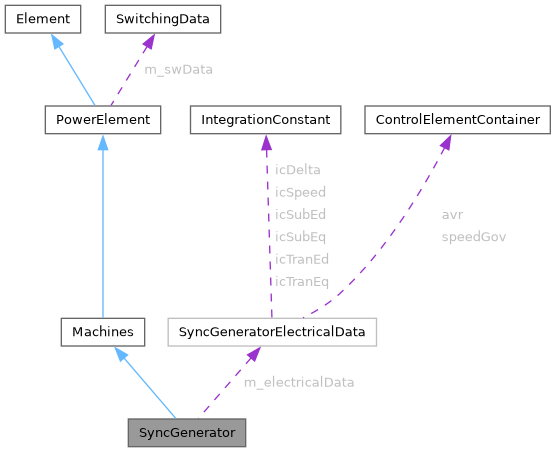 Element
SwitchingData
m_swData
PowerElement
IntegrationConstant
ControlElementContainer
icDelta
icSpeed
icSubEd
icSubEq
icTranEd
icTranEq
avr
speedGov
Machines
SyncGeneratorElectricalData
m_electricalData
SyncGenerator